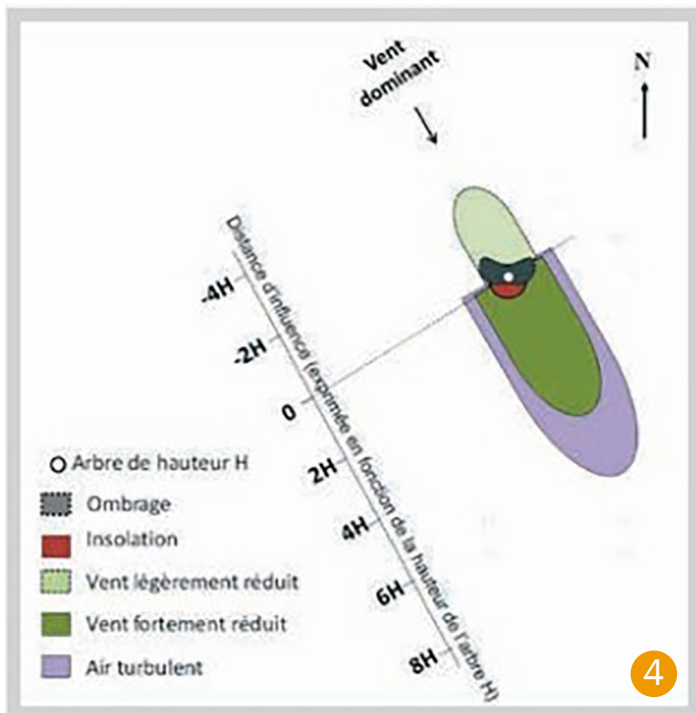 Vent
dominant
N
Distance d'influence (exprimée en fonction de la hauteur de l'arbre H)
-4H
-2H
0
2H
4H
6H
8H
Arbre de hauteur H
Ombrage
Insolation
Vent légèrement réduit
Vent fortement réduit
Air turbulent
4